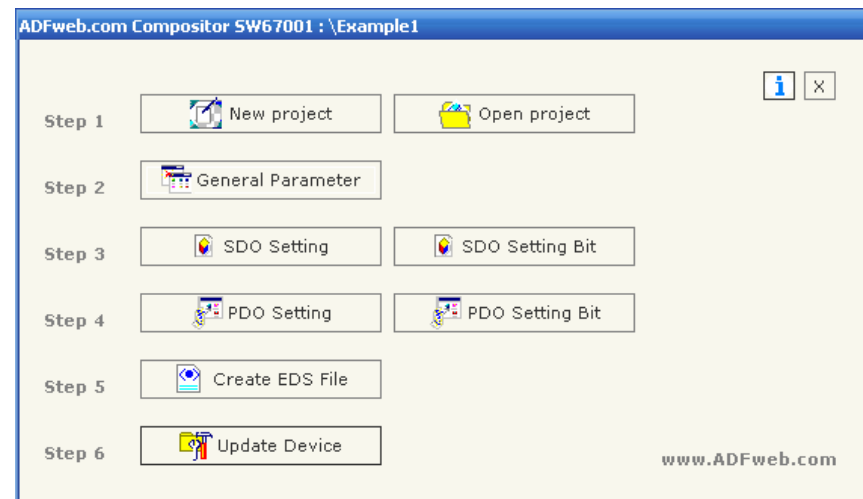 ADFweb.com Compositor SW67001 : \Example1
i X
Step 1 New project Open project
Step 2 General Parameter
Step 3 SDO Setting SDO Setting Bit
Step 4 PDO Setting PDO Setting Bit
Step 5 Create EDS File
Step 6 Update Device
www.ADFweb.com